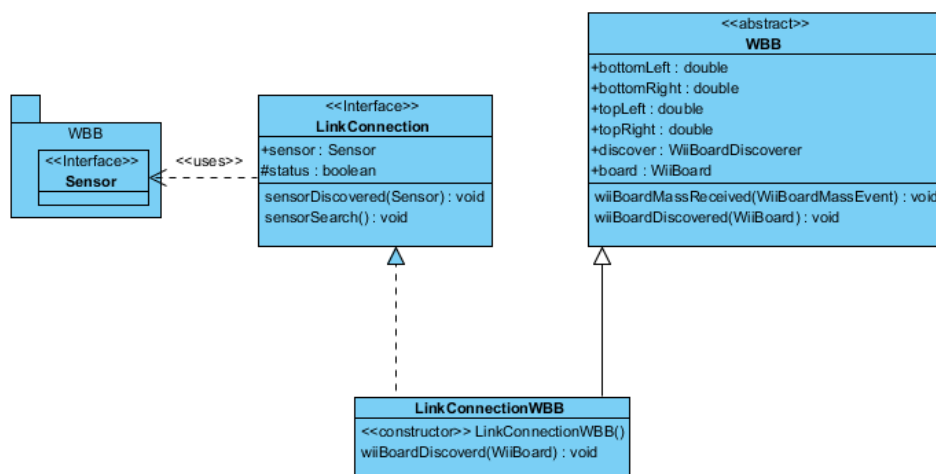 WBB
<<Interface>>
Sensor
<<uses>>
<<Interface>>
LinkConnection
+sensor : Sensor
#status : boolean
sensorDiscovered(Sensor) : void
sensorSearch() : void
<<abstract>>
WBB
+bottomLeft : double
+bottomRight : double
+topLeft : double
+topRight : double
+discover : WiiBoardDiscoverer
+board : WiiBoard
wiiBoardMassReceived(WiiBoardMassEvent) : void
wiiBoardDiscovered(WiiBoard) : void
LinkConnectionWBB
<<constructor>> LinkConnectionWBB()
wiiBoardDiscoverd(WiiBoard) : void